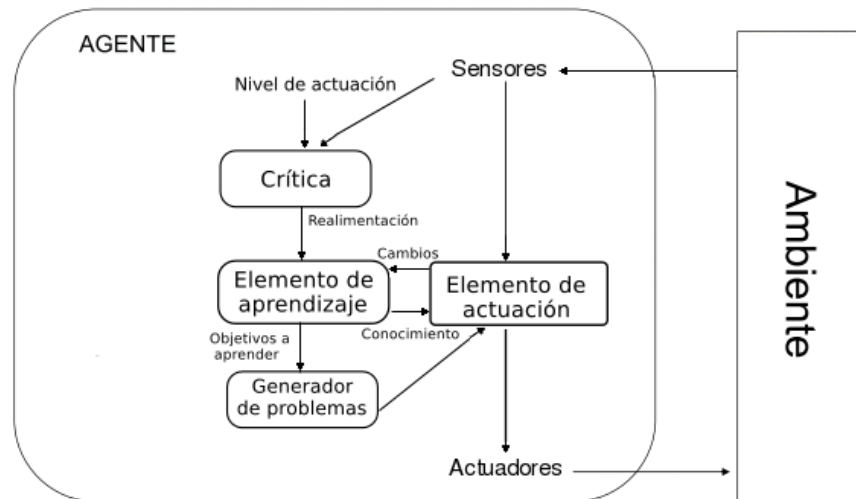 AGENTE
Sensores
Nivel de actuación
Crítica
Realimentación
Cambios
Elemento de
aprendizaje
Elemento de
actuación
Conocimiento
Objetivos a
aprender
Generador
de problemas
Actuadores
Ambiente